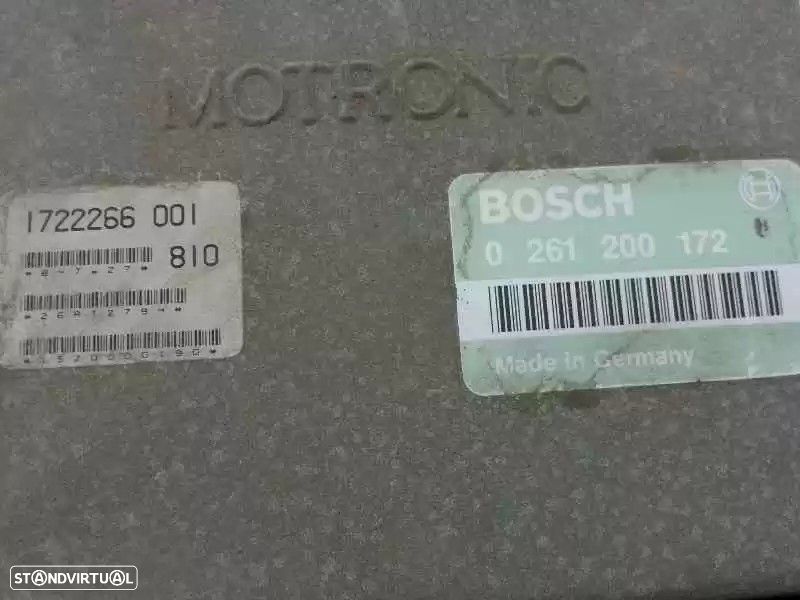 MOTRONIC
1722266 001
810
BOSCH
0 261 200 172
Made in Germany
STANDVIRTUAL